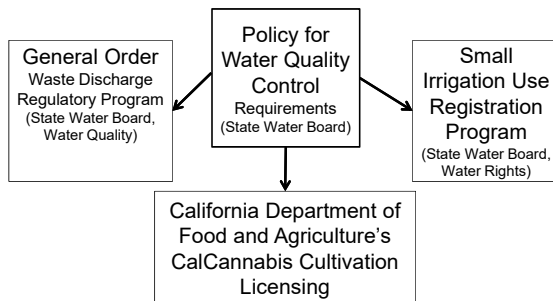 General Order
Waste Discharge
Regulatory Program
(State Water Board,
Water Quality)
Policy for
Water Quality
Control
Requirements
(State Water Board)
Small
Irrigation Use
Registration
Program
(State Water Board,
Water Rights)
California Department of
Food and Agriculture’s
CalCannabis Cultivation
Licensing